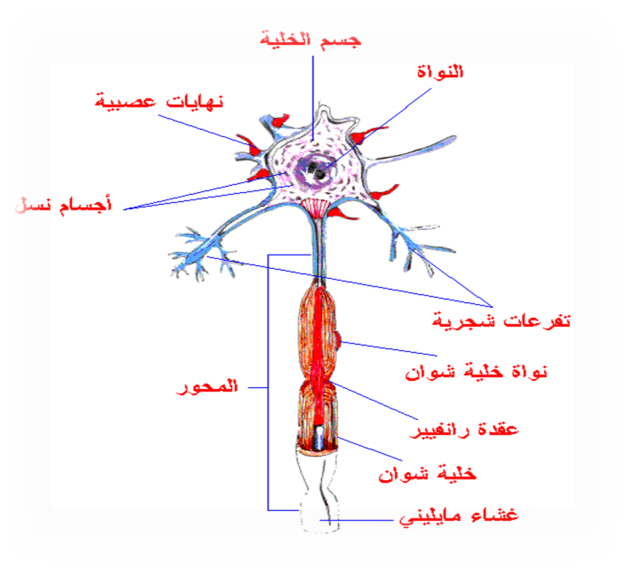 جسم الخلية
النواة
نهايات عصبية
أجسام نسل
تفرعات شجرية
نواة خلية شوان
المحور
عقدة رانفيير
خلية شوان
غشاء مايليني